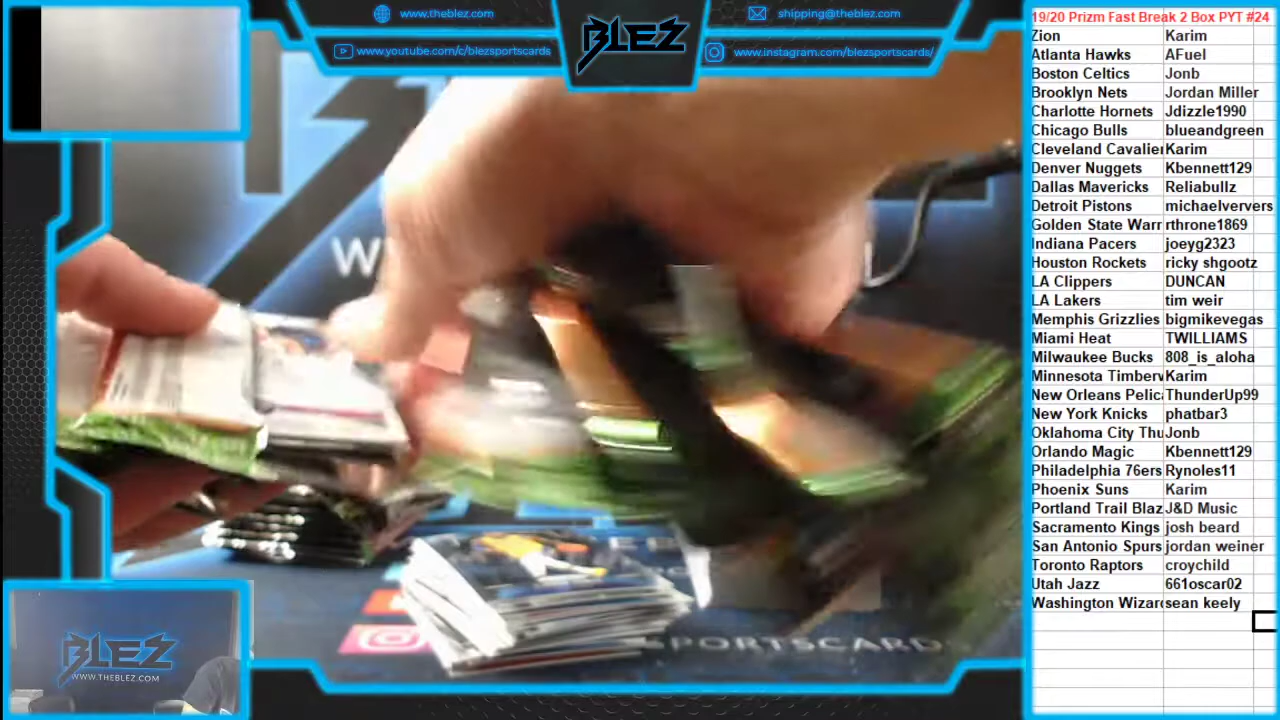 www.theblez.com
www.youtube.com/c/blezsportscards
BLEZ
shipping@theblez.com
www.instagram.com/blezsportscards/
19/20 Prizm Fast Break 2 Box PYT #24
Zion Karim
Atlanta Hawks AFuel
Boston Celtics Jonb
Brooklyn Nets Jordan Miller
Charlotte Hornets Jdizzle1990
Chicago Bulls blueandgreen
Cleveland Cavalier Karim
Denver Nuggets Kbennett129
Dallas Mavericks Reliabullz
Detroit Pistons michaelververs
Golden State Warr rthrone1869
Indiana Pacers joeyg2323
Houston Rockets ricky shgootz
LA Clippers DUNCAN
LA Lakers tim weir
Memphis Grizzlies bigmikevegas
Miami Heat TWILLIAMS
Milwaukee Bucks 808_is_aloha
Minnesota Timberv Karim
New Orleans Pelic ThunderUp99
New York Knicks phatbar3
Oklahoma City Thu Jonb
Orlando Magic Kbennett129
Philadelphia 76ers Rynoles11
Phoenix Suns Karim
Portland Trail Blaz J&D Music
Sacramento Kings josh beard
San Antonio Spurs jordan weiner
Toronto Raptors croychild
Utah Jazz 661oscar02
Washington Wizar sean keely
SPORTSCARDS
BLEZ
WWW.THEBLEZ.COM